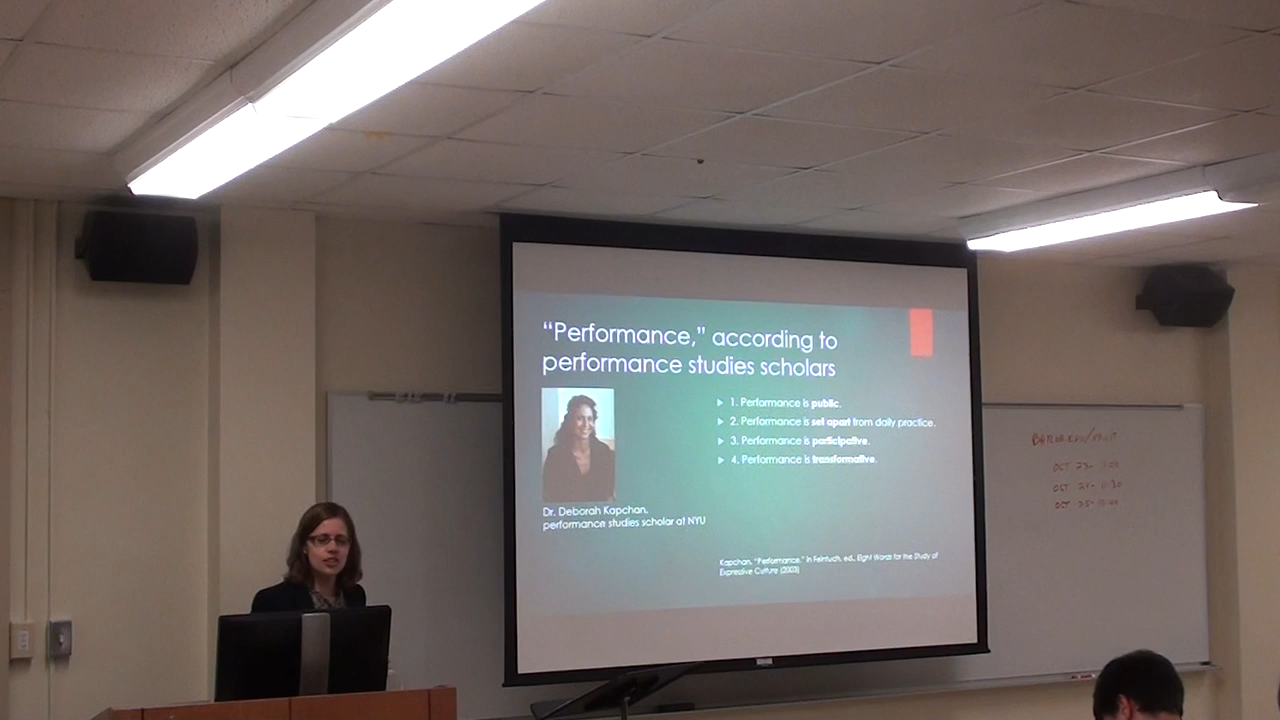 “Performance,” according to
performance studies scholars
1. Performance is public.
2. Performance is set apart from daily practice.
3. Performance is participative.
4. Performance is transformative.
Dr. Deborah Kapchan,
performance studies scholar at NYU
Kapchan, “Performance,” in Feintuch, ed., Eight Words for the Study of
Expressive Culture (2003)
OCT 23-
OCT 24-
OCT 25-